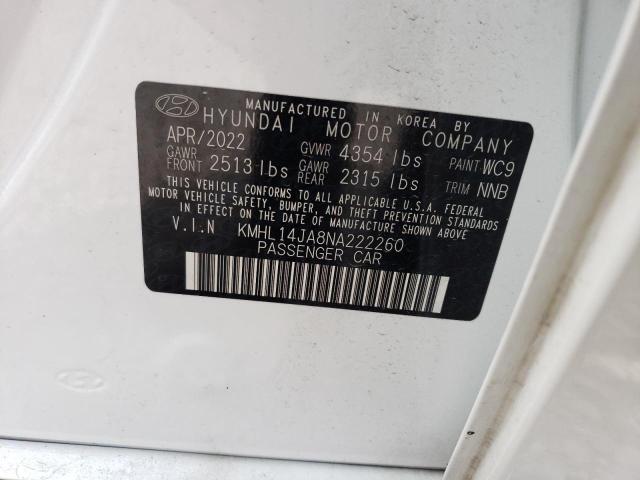 MANUFACTURED IN KOREA BY
HYUNDAI MOTOR COMPANY
APR/2022 GVWR 4354 lbs PAINT WC9
GAWR FRONT 2513 lbs GAWR REAR 2315 lbs TRIM NNB
THIS VEHICLE CONFORMS TO ALL APPLICABLE U.S.A. FEDERAL
MOTOR VEHICLE SAFETY, BUMPER, AND THEFT PREVENTION STANDARDS
IN EFFECT ON THE DATE OF MANUFACTURE SHOWN ABOVE
V.I.N KMHL14JA8NA222260
PASSENGER CAR